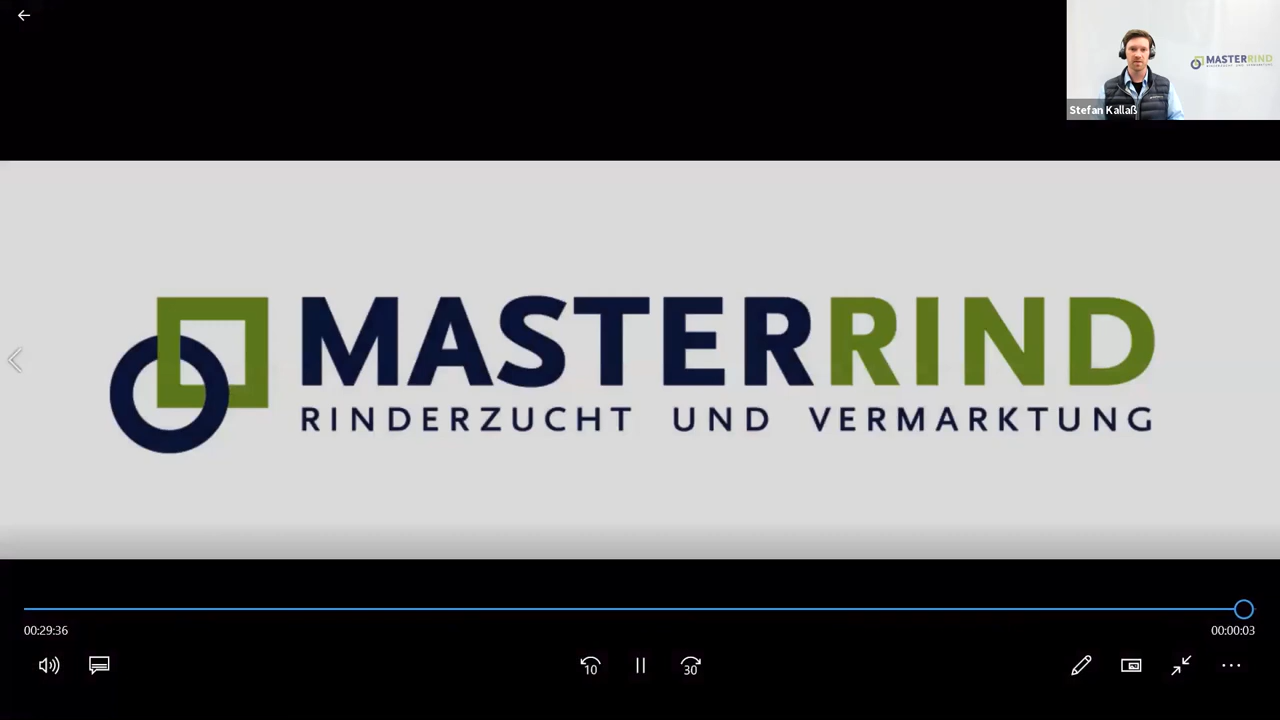 MASTERRIND
Stefan Kallaß
MASTERRIND
RINDERZUCHT UND VERMARKTUNG
00:29:36
00:00:03
10
30